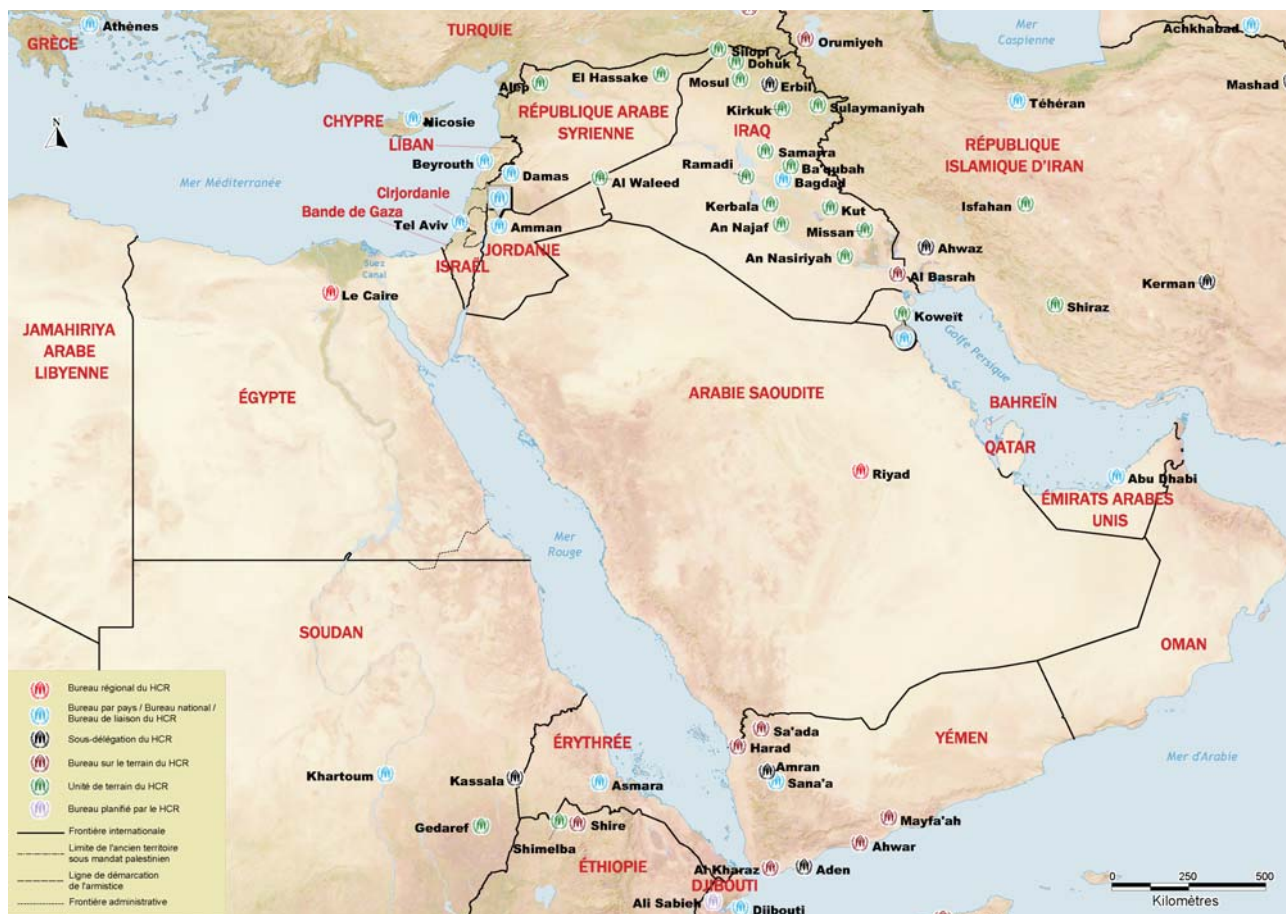 Athènes
GRÈCE
TURQUIE
Mer
Caspienne
Orumiyeh
Achkhabad
Silopi
Dohuk
El Hassake
Mosul
Erbil
Mashad
Alep
Téhéran
Kirkuk
Sulaymaniyah
RÉPUBLIQUE ARABE
SYRIENNE
CHYPRE
Nicosie
IRAQ
LIBAN
Samarra
RÉPUBLIQUE
ISLAMIQUE D'IRAN
Beyrouth
Ramadi
Ba'qubah
Mer Méditerranée
Damas
Al Waleed
Bagdad
Cisjordanie
Kerbala
Kut
Isfahan
Bande de Gaza
Tel Aviv
Amman
An Najaf
Missan
JORDANIE
Ahwaz
An Nasiriyah
ISRAËL
Suez
Canal
Al Basrah
Kerman
Le Caire
Koweït
Shiraz
JAMAHIRIYA
ARABE
LIBYENNE
Golfe Persique
ÉGYPTE
ARABIE SAOUDITE
BAHREÏN
QATAR
Riyad
Abu Dhabi
ÉMIRATS ARABES
UNIS
Mer
Rouge
SOUDAN
OMAN
Bureau régional du HCR
Bureau par pays / Bureau national /
Bureau de liaison du HCR
Sous-délégation du HCR
Bureau sur le terrain du HCR
Unité de terrain du HCR
Bureau planifié par le HCR
Frontière internationale
Limite de l'ancien territoire
sous mandat palestinien
Ligne de démarcation
de l'armistice
Frontière administrative
Sa'ada
ÉRYTHRÉE
Harad
YÉMEN
Mer d'Arabie
Amran
Khartoum
Kassala
Asmara
Sana'a
Mayfa'ah
Gedaref
Shire
Shimelba
Ahwar
ÉTHIOPIE
Al Kharaz
Aden
DJIBOUTI
Ali Sabieh
Djibouti
0 250 500
Kilomètres
N